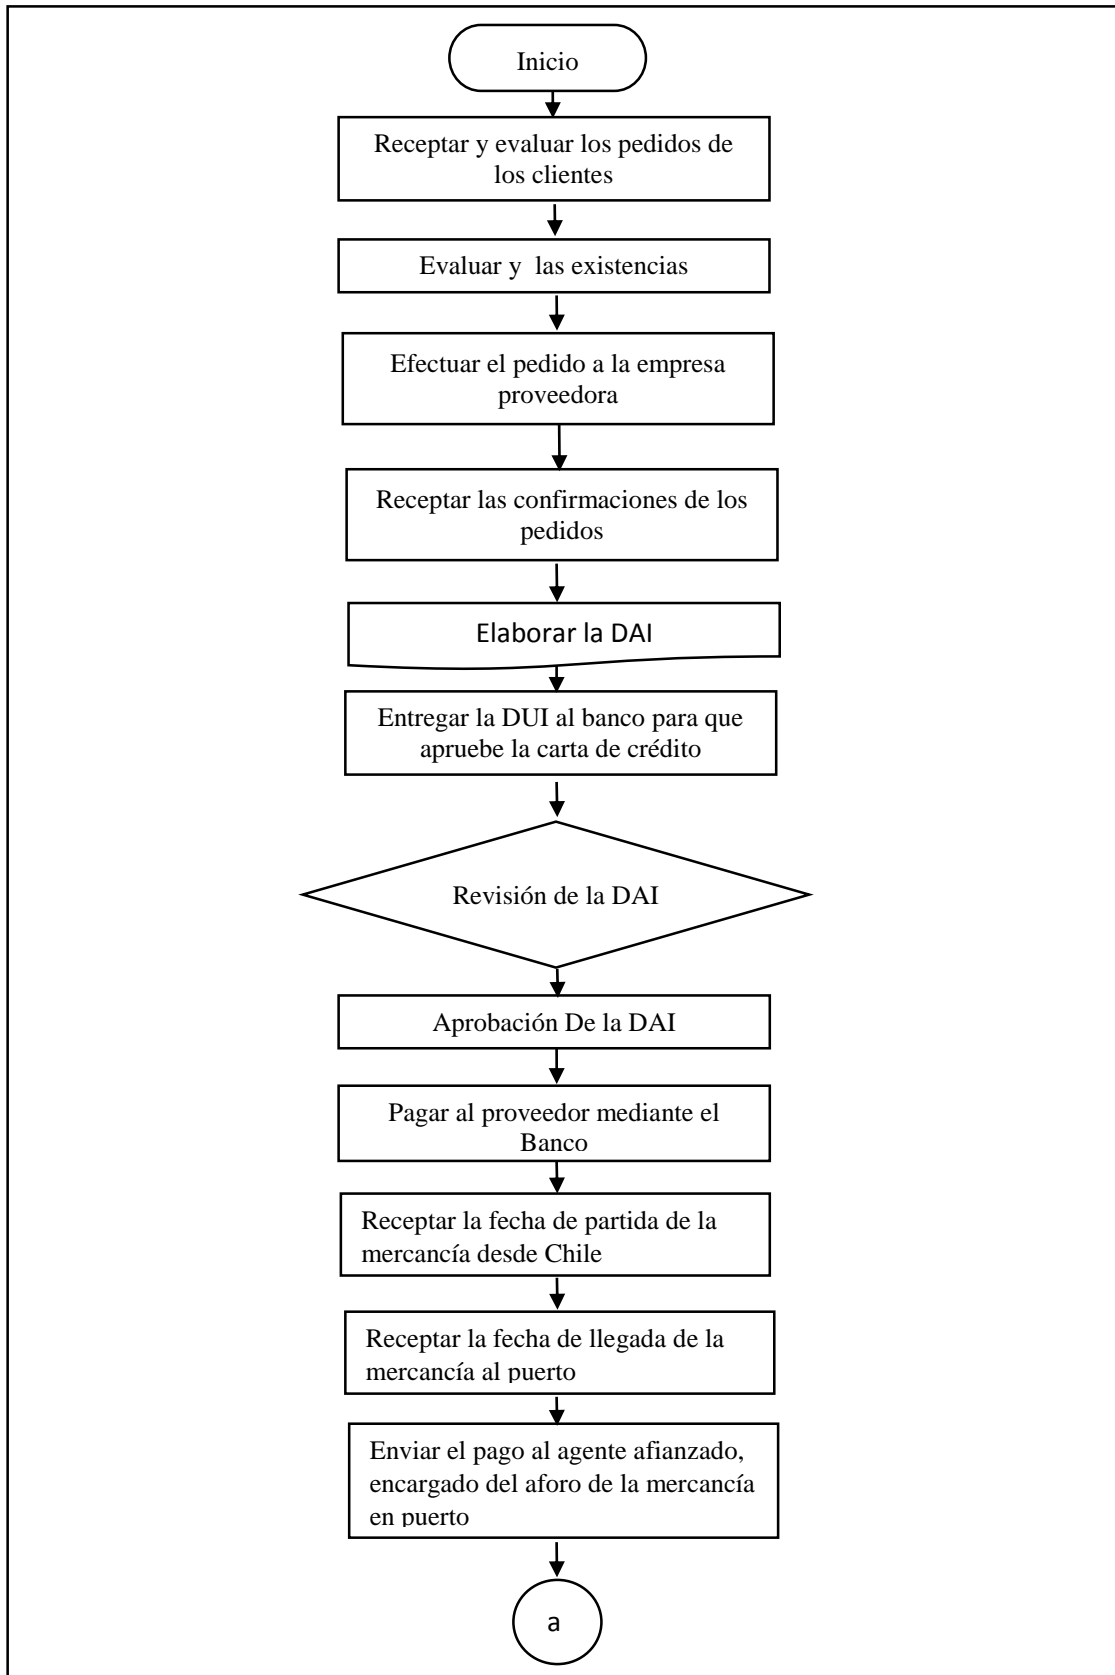 Inicio
Receptar y evaluar los pedidos de
los clientes
Evaluar y  las existencias
Efectuar el pedido a la empresa
proveedora
Receptar las confirmaciones de los
pedidos
Elaborar la DAI
Entregar la DUI al banco para que
apruebe la carta de crédito
Revisión de la DAI
Aprobación De la DAI
Pagar al proveedor mediante el
Banco
Receptar la fecha de partida de la
mercancía desde Chile
Receptar la fecha de llegada de la
mercancía al puerto
Enviar el pago al agente afianzado,
encargado del aforo de la mercancía
en puerto
a